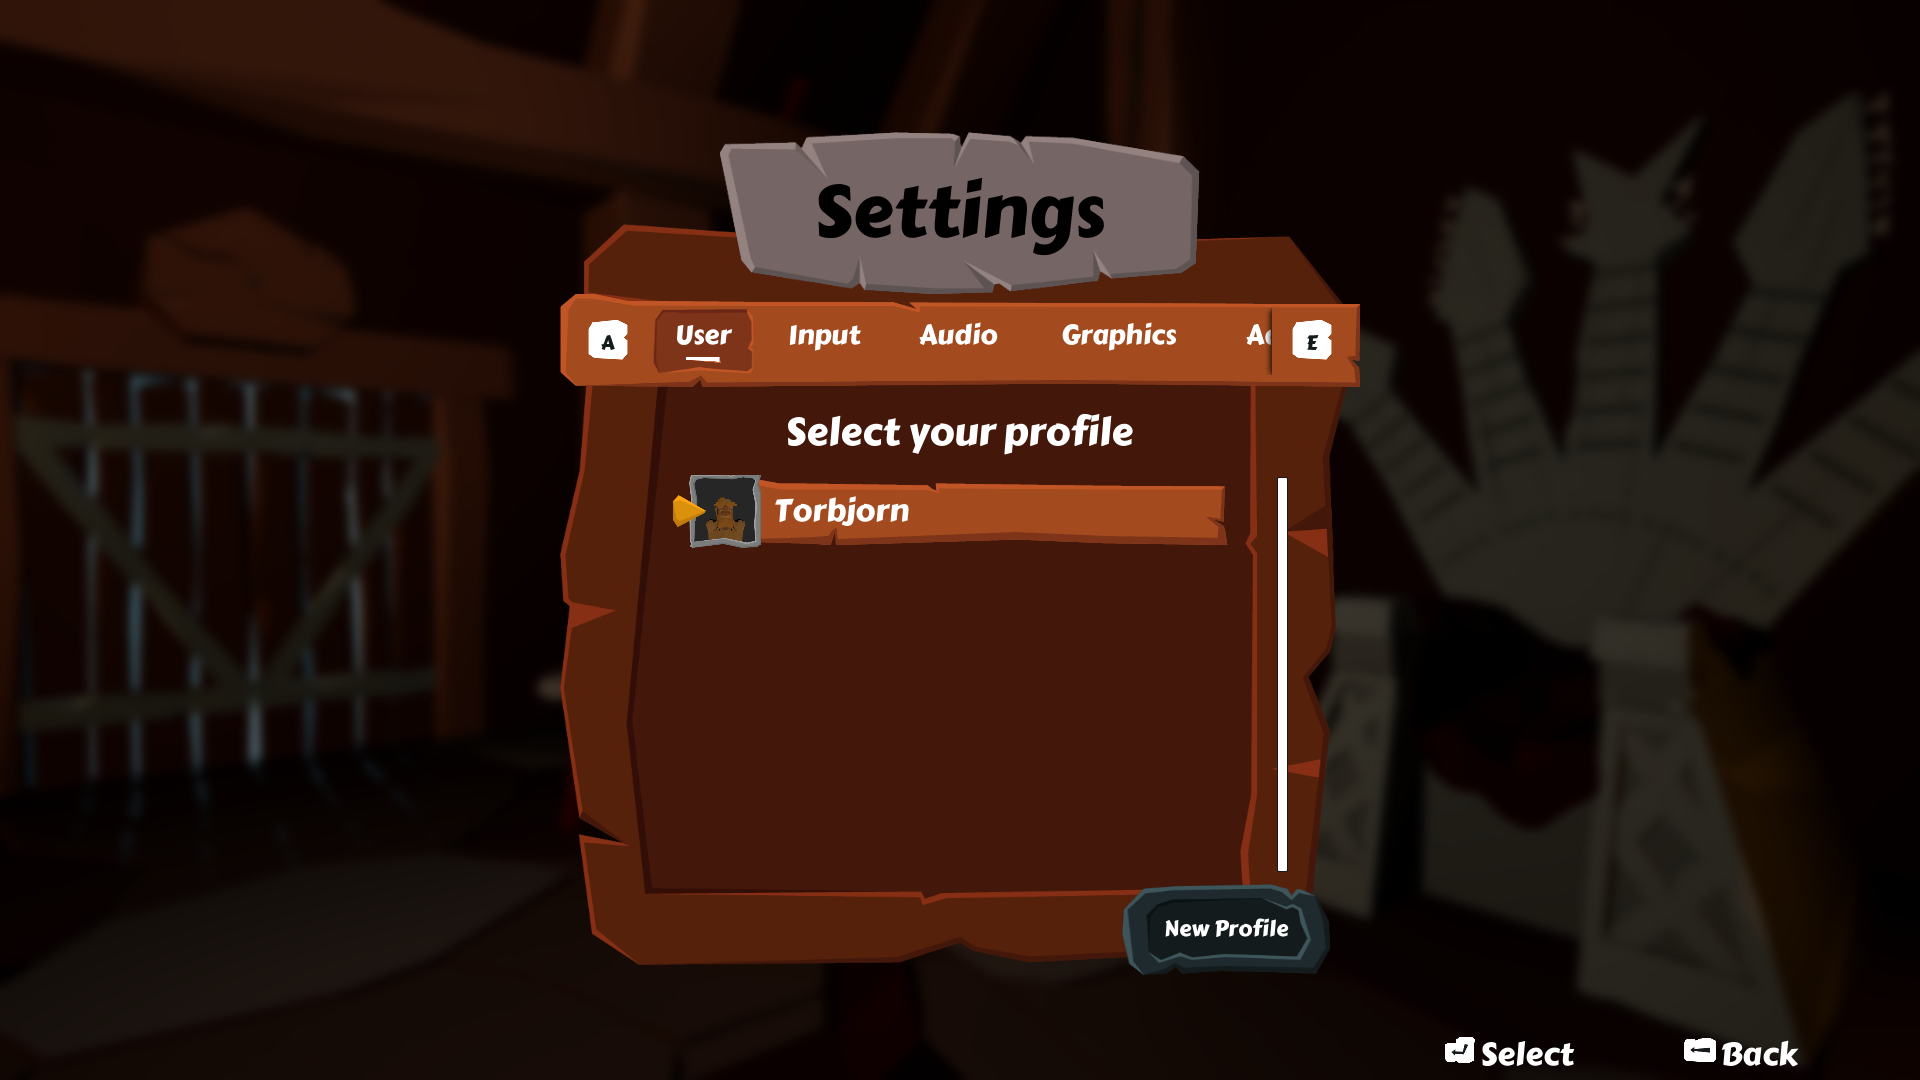 Settings
A
User
Input
Audio
Graphics
E
Select your profile
Torbjorn
New Profile
Select
Back